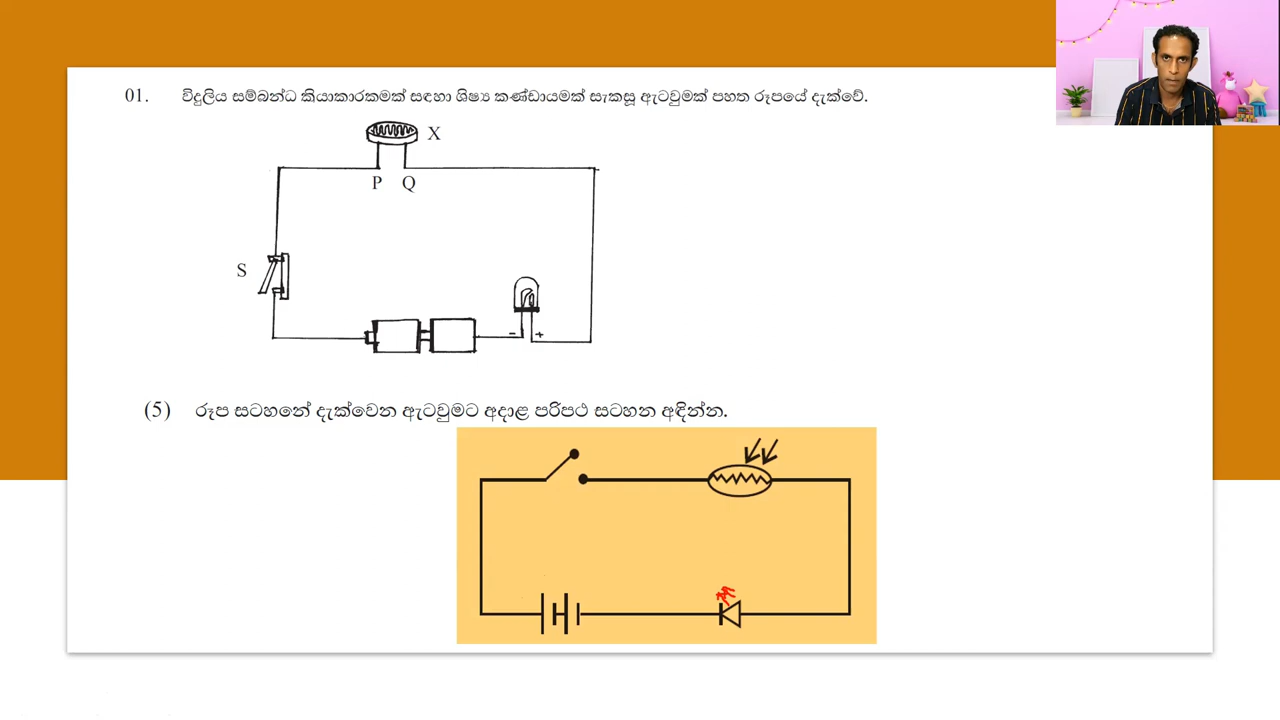 01. විදුලිය සම්බන්ධ ක්‍රියාකාරකමක් සඳහා ශිෂ්‍ය කණ්ඩායමක් සැකසූ ඇටවුමක් පහත රූපයේ දැක්වේ.
X
P Q
S
- +
(5) රූප සටහනේ දැක්වෙන ඇටවුමට අදාළ පරිපථ සටහන අඳින්න.